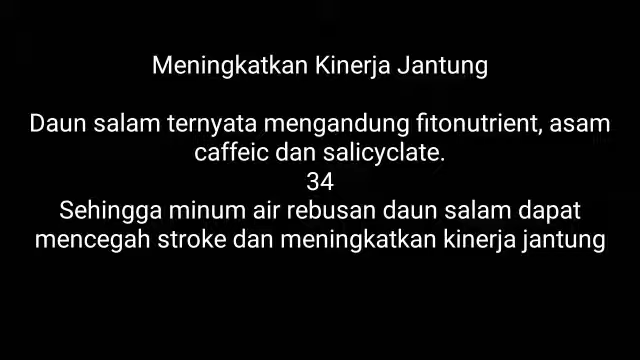 Meningkatkan Kinerja Jantung
Daun salam ternyata mengandung fitonutrient, asam
caffeic dan salicyclate.
34
Sehingga minum air rebusan daun salam dapat
mencegah stroke dan meningkatkan kinerja jantung